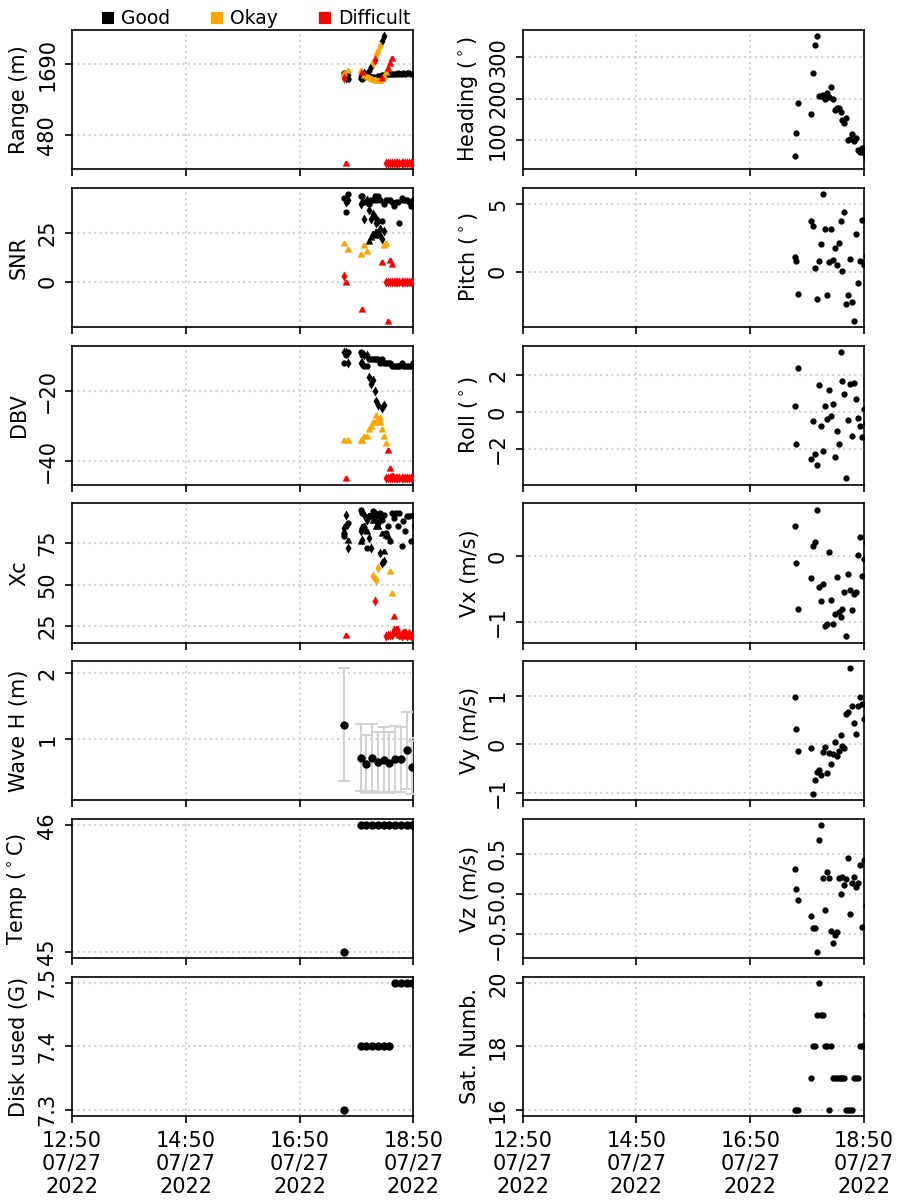 Good Okay Difficult
Range (m)
1690
480
Heading (°)
300
200
100
SNR
25
0
Pitch (°)
5
0
DBV
−20
−40
Roll (°)
2
0
−2
Xc
75
50
25
Vx (m/s)
0
−1
Wave H (m)
2
1
Vy (m/s)
1
0
−1
Temp (°C)
46
45
Vz (m/s)
0.5
0.0
−0.5
Disk used (G)
7.5
7.4
7.3
Sat. Numb.
20
18
16
12:50 14:50 16:50 18:50 12:50 14:50 16:50 18:50
07/27 07/27 07/27 07/27 07/27 07/27 07/27 07/27
2022 2022 2022 2022 2022 2022 2022 2022